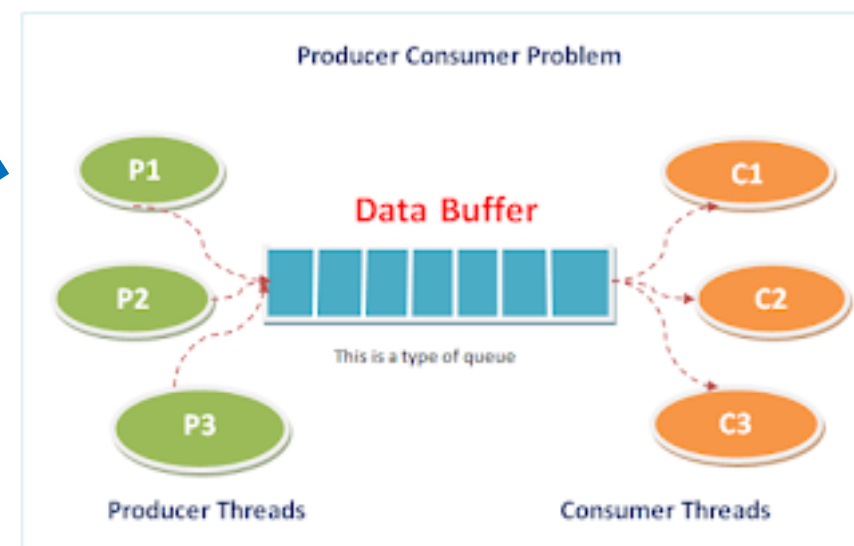 Producer Consumer Problem
P1
C1
Data Buffer
P2
C2
This is a type of queue
P3
C3
Producer Threads
Consumer Threads